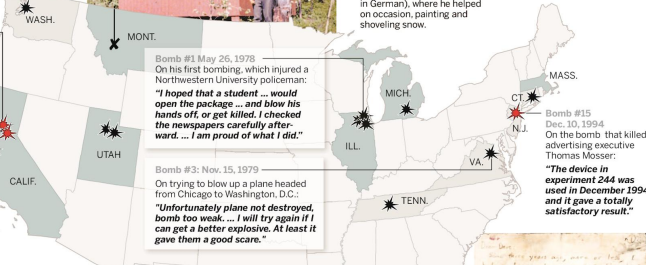 in German), where he helped
on occasion, painting and
shoveling snow.
WASH.
MONT.
Bomb #1 May 26, 1978
On his first bombing, which injured a
Northwestern University policeman:
"I hoped that a student ... would
open the package ... and blow his
hands off, or get killed. I checked
the newspapers carefully after-
ward. ... I am proud of what I did."
MICH.
MASS.
CT.
N.J.
Bomb #15
Dec. 10, 1994
On the bomb that killed
advertising executive
Thomas Mosser:
"The device in
experiment 244 was
used in December 1994
and it gave a totally
satisfactory result."
UTAH
ILL.
VA.
CALIF.
Bomb #3: Nov. 15, 1979
On trying to blow up a plane headed
from Chicago to Washington, D.C.:
"Unfortunately plane not destroyed,
bomb too weak. ... I will try again if I
can get a better explosive. At least it
gave them a good scare."
TENN.